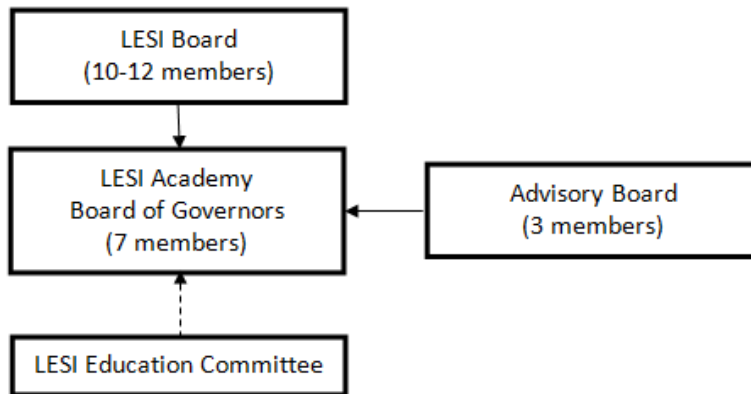 LESI Board
(10-12 members)
LESI Academy
Board of Governors
(7 members)
Advisory Board
(3 members)
LESI Education Committee